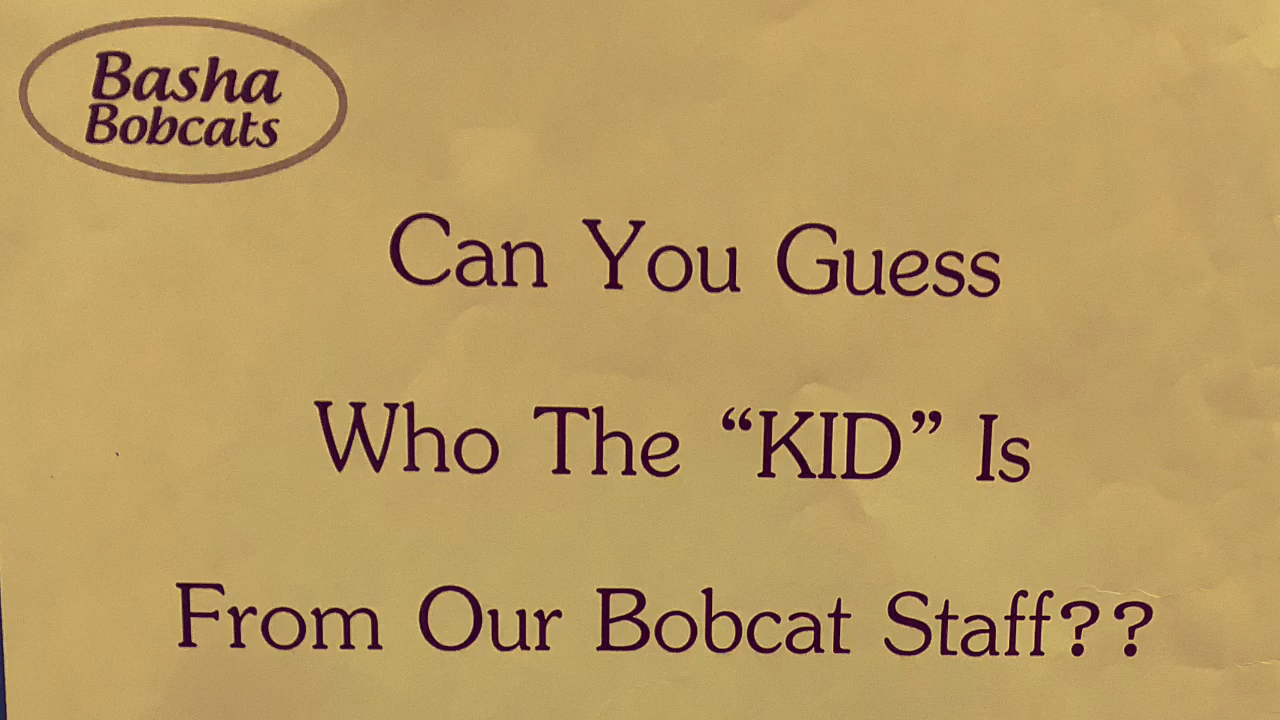 Basha
Bobcats
Can You Guess
Who The “KID” Is
From Our Bobcat Staff??